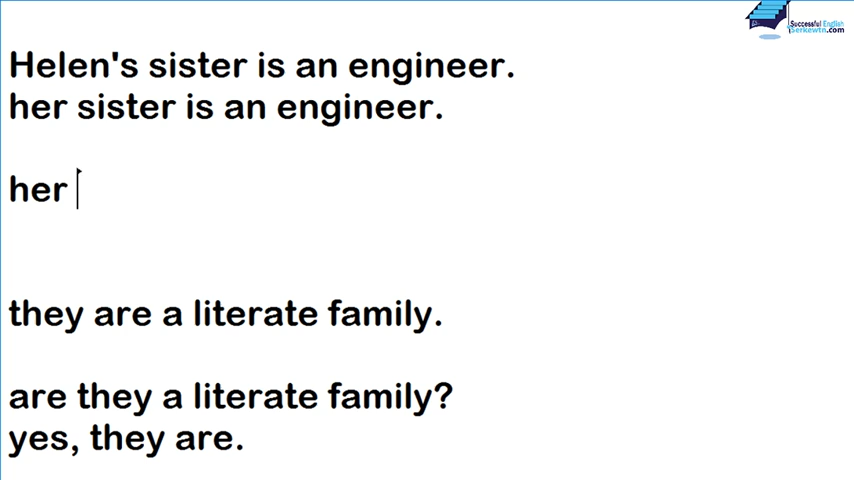 Successful English
Serkewtn.com
Helen's sister is an engineer.
her sister is an engineer.
her
they are a literate family.
are they a literate family?
yes, they are.